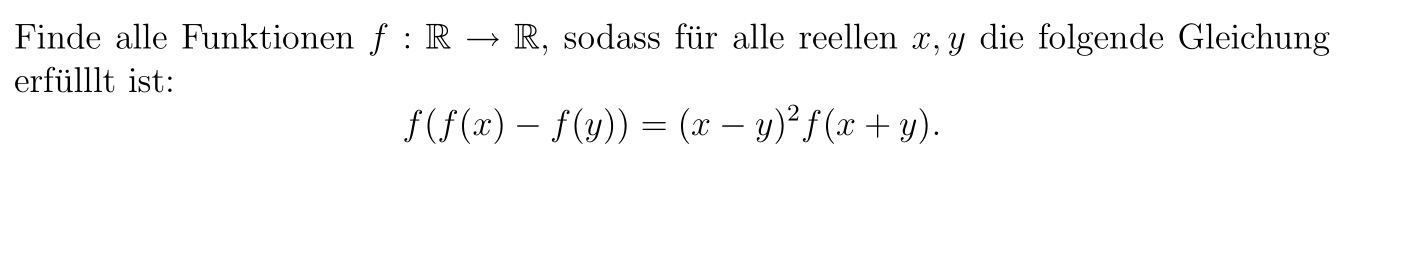 Finde alle Funktionen f : ℝ → ℝ, sodass für alle reellen x, y die folgende Gleichung
erfülllt ist:
f(f(x) − f(y)) = (x − y)²f(x + y).